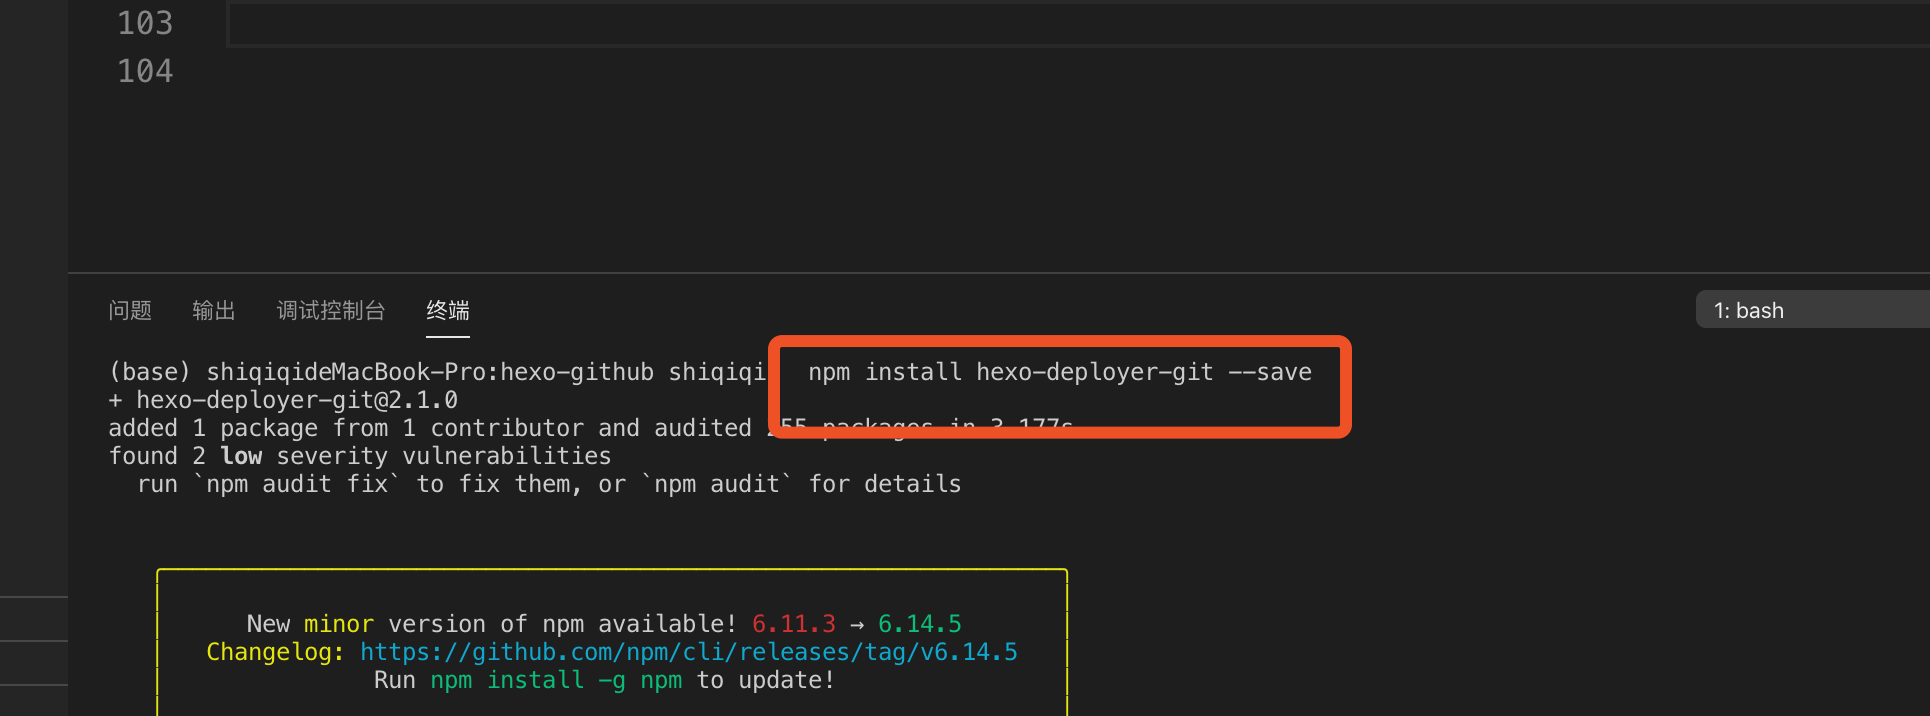 103
104
问题 输出 调试控制台 终端
1: bash
(base) shiqiqideMacBook-Pro:hexo-github shiqiqi npm install hexo-deployer-git --save
+ hexo-deployer-git@2.1.0
added 1 package from 1 contributor and audited 255 packages in 3.177s
found 2 low severity vulnerabilities
run `npm audit fix` to fix them, or `npm audit` for details
New minor version of npm available! 6.11.3 → 6.14.5
Changelog: https://github.com/npm/cli/releases/tag/v6.14.5
Run npm install -g npm to update!